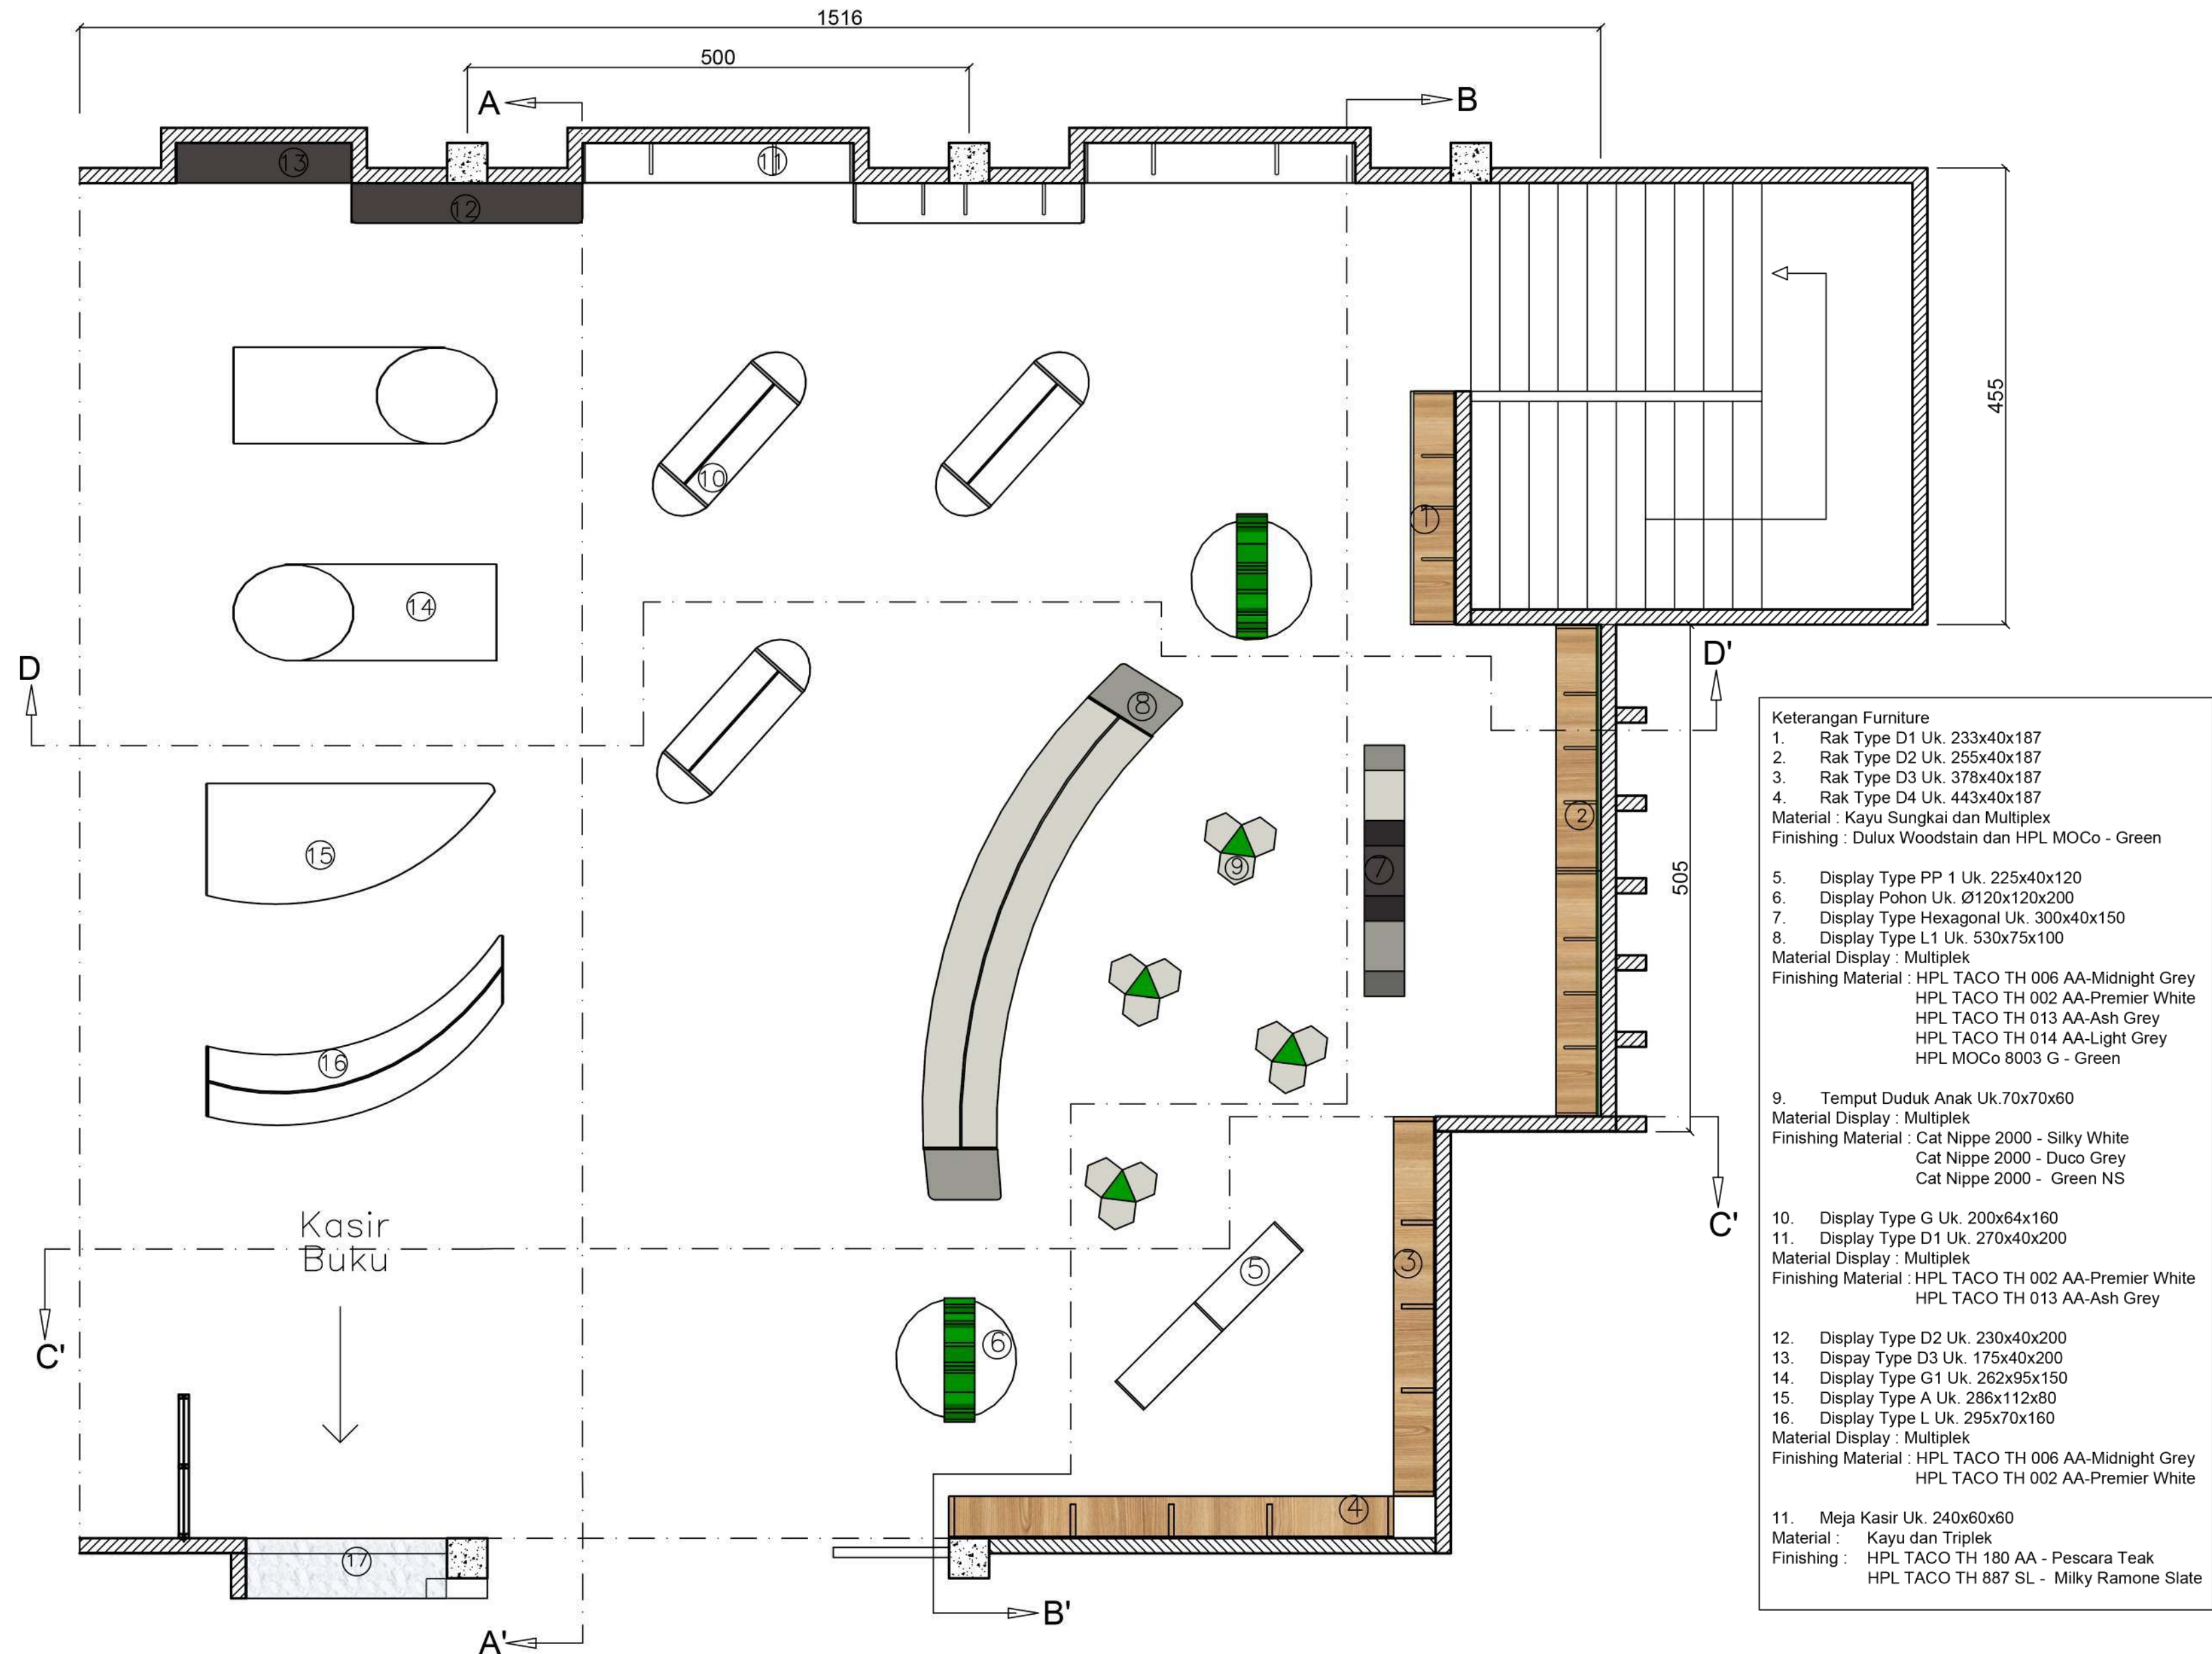 1516
500
A
B
13
11
12
455
10
1
14
D
D'
8
15
2
9
7
505
16
Kasir
Buku
C'
C'
3
5
6
4
17
B'
A'
Keterangan Furniture
1. Rak Type D1 Uk. 233x40x187
2. Rak Type D2 Uk. 255x40x187
3. Rak Type D3 Uk. 378x40x187
4. Rak Type D4 Uk. 443x40x187
Material : Kayu Sungkai dan Multiplex
Finishing : Dulux Woodstain dan HPL MOCo - Green
5. Display Type PP 1 Uk. 225x40x120
6. Display Pohon Uk. Ø120x120x200
7. Display Type Hexagonal Uk. 300x40x150
8. Display Type L1 Uk. 530x75x100
Material Display : Multiplek
Finishing Material : HPL TACO TH 006 AA-Midnight Grey
HPL TACO TH 002 AA-Premier White
HPL TACO TH 013 AA-Ash Grey
HPL TACO TH 014 AA-Light Grey
HPL MOCo 8003 G - Green
9. Temput Duduk Anak Uk.70x70x60
Material Display : Multiplek
Finishing Material : Cat Nippe 2000 - Silky White
Cat Nippe 2000 - Duco Grey
Cat Nippe 2000 - Green NS
10. Display Type G Uk. 200x64x160
11. Display Type D1 Uk. 270x40x200
Material Display : Multiplek
Finishing Material : HPL TACO TH 002 AA-Premier White
HPL TACO TH 013 AA-Ash Grey
12. Display Type D2 Uk. 230x40x200
13. Dispay Type D3 Uk. 175x40x200
14. Display Type G1 Uk. 262x95x150
15. Display Type A Uk. 286x112x80
16. Display Type L Uk. 295x70x160
Material Display : Multiplek
Finishing Material : HPL TACO TH 006 AA-Midnight Grey
HPL TACO TH 002 AA-Premier White
11. Meja Kasir Uk. 240x60x60
Material : Kayu dan Triplek
Finishing : HPL TACO TH 180 AA - Pescara Teak
HPL TACO TH 887 SL - Milky Ramone Slate